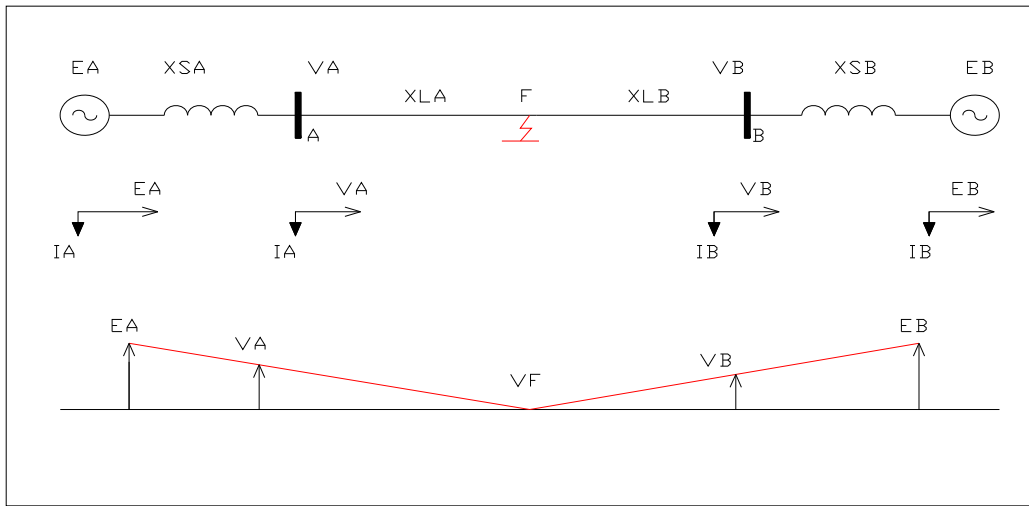 EA XSA VA VB XSB EB
XLA F XLB
A B
EA VA VB EB
IA IA IB IB
EA EB
VA VB
VF